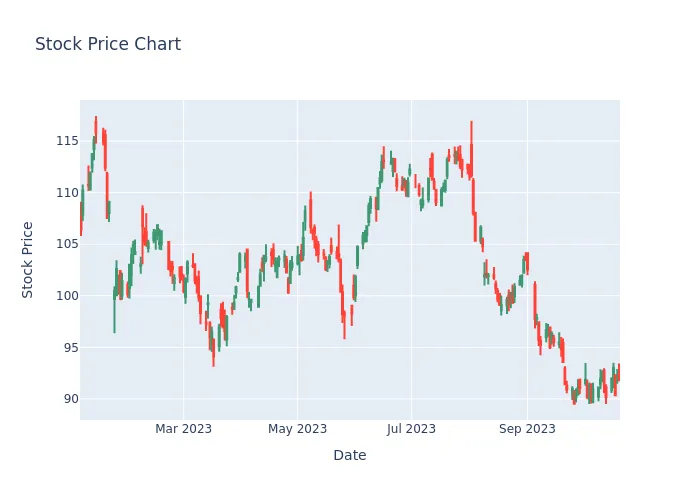 Stock Price Chart
115
110
105
100
95
90
Stock Price
Mar 2023
May 2023
Jul 2023
Sep 2023
Date